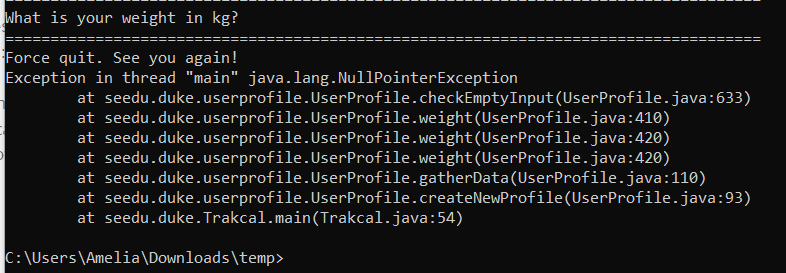 What is your weight in kg?
=====================================================================================
Force quit. See you again!
Exception in thread "main" java.lang.NullPointerException
at seedu.duke.userprofile.UserProfile.checkEmptyInput(UserProfile.java:633)
at seedu.duke.userprofile.UserProfile.weight(UserProfile.java:410)
at seedu.duke.userprofile.UserProfile.weight(UserProfile.java:420)
at seedu.duke.userprofile.UserProfile.weight(UserProfile.java:420)
at seedu.duke.userprofile.UserProfile.gatherData(UserProfile.java:110)
at seedu.duke.userprofile.UserProfile.createNewProfile(UserProfile.java:93)
at seedu.duke.Trakcal.main(Trakcal.java:54)
C:\Users\Amelia\Downloads\temp>